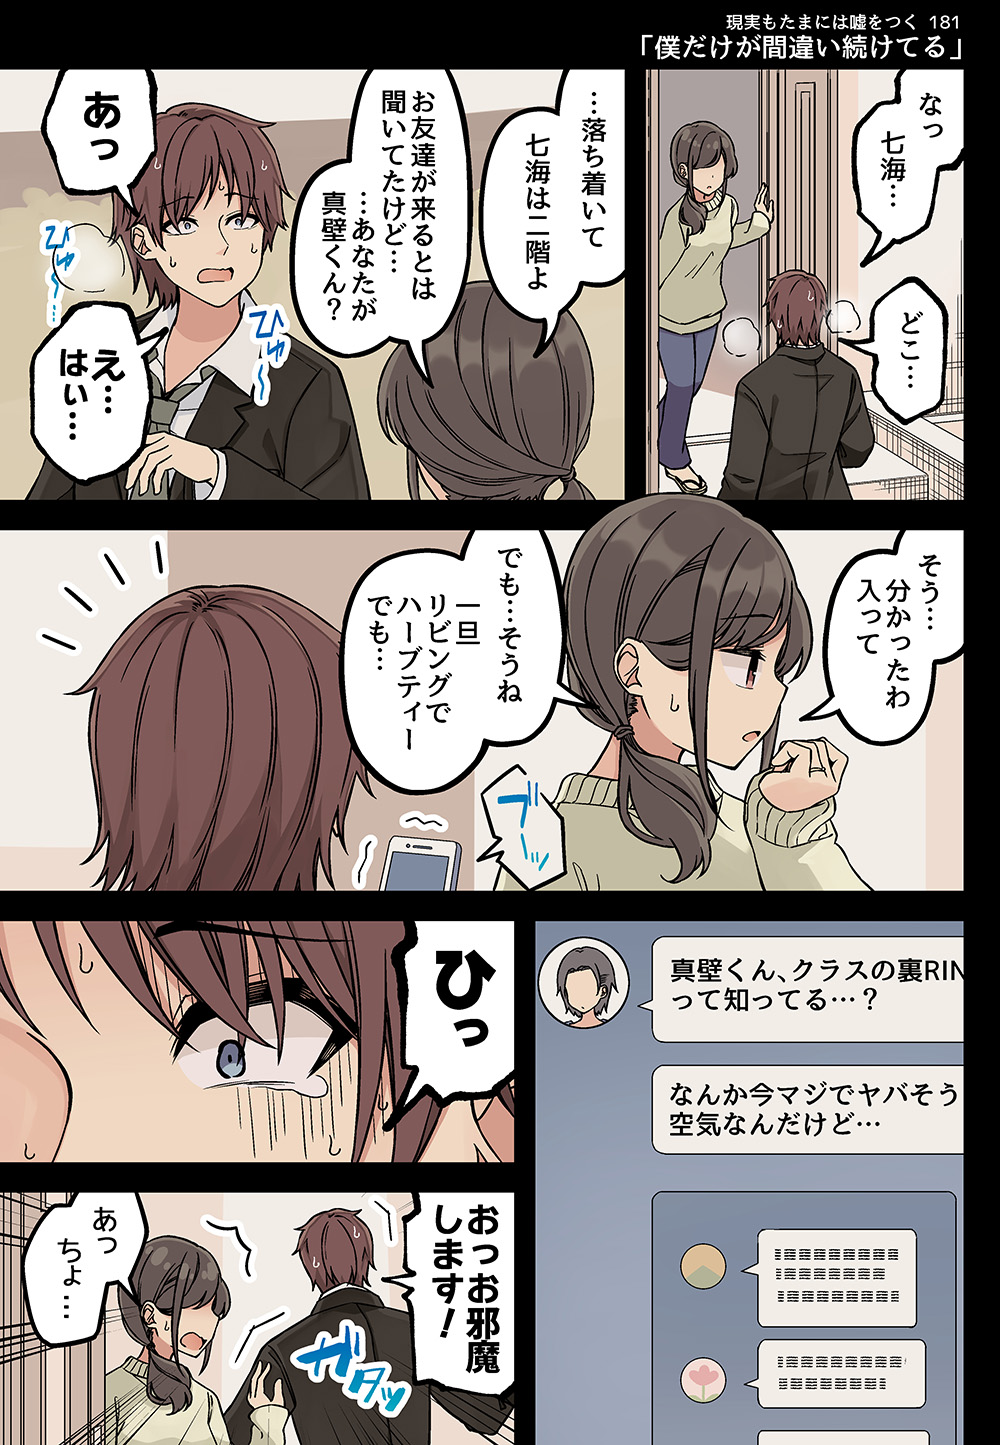 現実もたまには嘘をつく 181
「僕だけが間違い続けてる」
なっ
七海…
どこ…
…落ち着いて
七海は二階よ
お友達が来るとは
聞いてたけど…
…あなたが
真壁くん？
あっ
え…
はい…
ひゅ〜
ひゅ〜
そう…
分かったわ
入って
でも…そうね
一旦
リビングで
ハーブティー
でも…
ブーッ
真壁くん、クラスの裏RIN
って知ってる…？
なんか今マジでヤバそう
空気なんだけど…
ひっ
おっお邪魔
します！
ガタッ
あっ
ちょ…